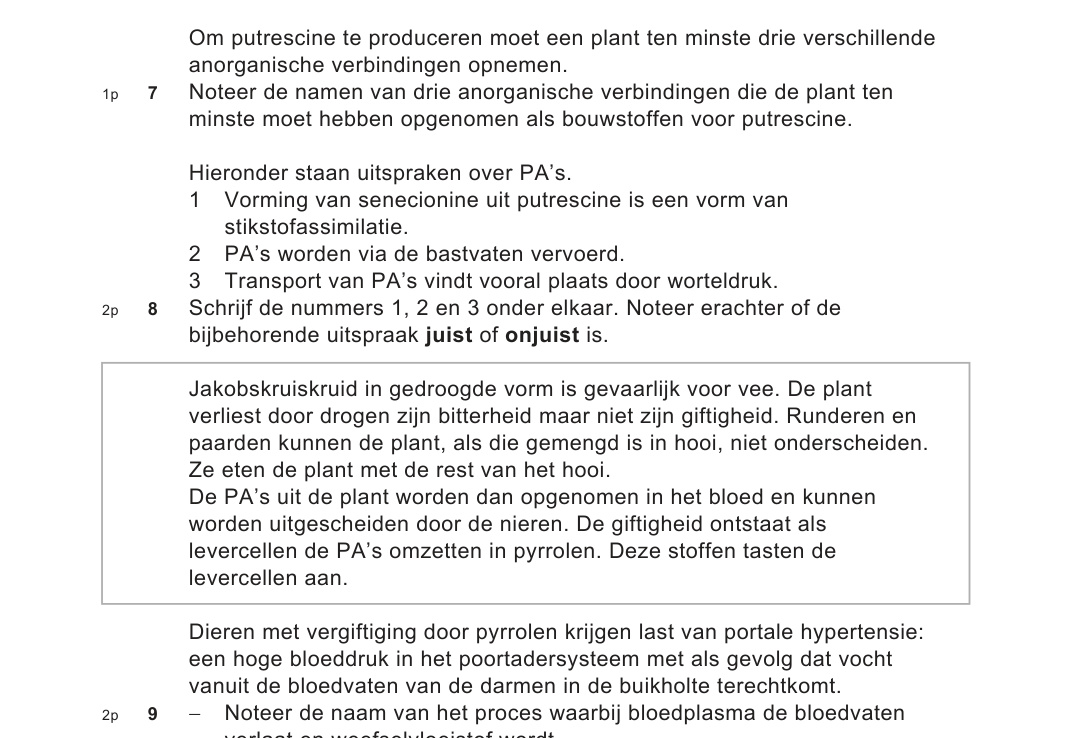 Om putrescine te produceren moet een plant ten minste drie verschillende
anorganische verbindingen opnemen.
1p 7 Noteer de namen van drie anorganische verbindingen die de plant ten
minste moet hebben opgenomen als bouwstoffen voor putrescine.
Hieronder staan uitspraken over PA’s.
1 Vorming van senecionine uit putrescine is een vorm van
stikstofassimilatie.
2 PA’s worden via de bastvaten vervoerd.
3 Transport van PA’s vindt vooral plaats door worteldruk.
2p 8 Schrijf de nummers 1, 2 en 3 onder elkaar. Noteer erachter of de
bijbehorende uitspraak juist of onjuist is.
Jakobskruiskruid in gedroogde vorm is gevaarlijk voor vee. De plant
verliest door drogen zijn bitterheid maar niet zijn giftigheid. Runderen en
paarden kunnen de plant, als die gemengd is in hooi, niet onderscheiden.
Ze eten de plant met de rest van het hooi.
De PA’s uit de plant worden dan opgenomen in het bloed en kunnen
worden uitgescheiden door de nieren. De giftigheid ontstaat als
levercellen de PA’s omzetten in pyrrolen. Deze stoffen tasten de
levercellen aan.
Dieren met vergiftiging door pyrrolen krijgen last van portale hypertensie:
een hoge bloeddruk in het poortadersysteem met als gevolg dat vocht
vanuit de bloedvaten van de darmen in de buikholte terechtkomt.
2p 9 – Noteer de naam van het proces waarbij bloedplasma de bloedvaten